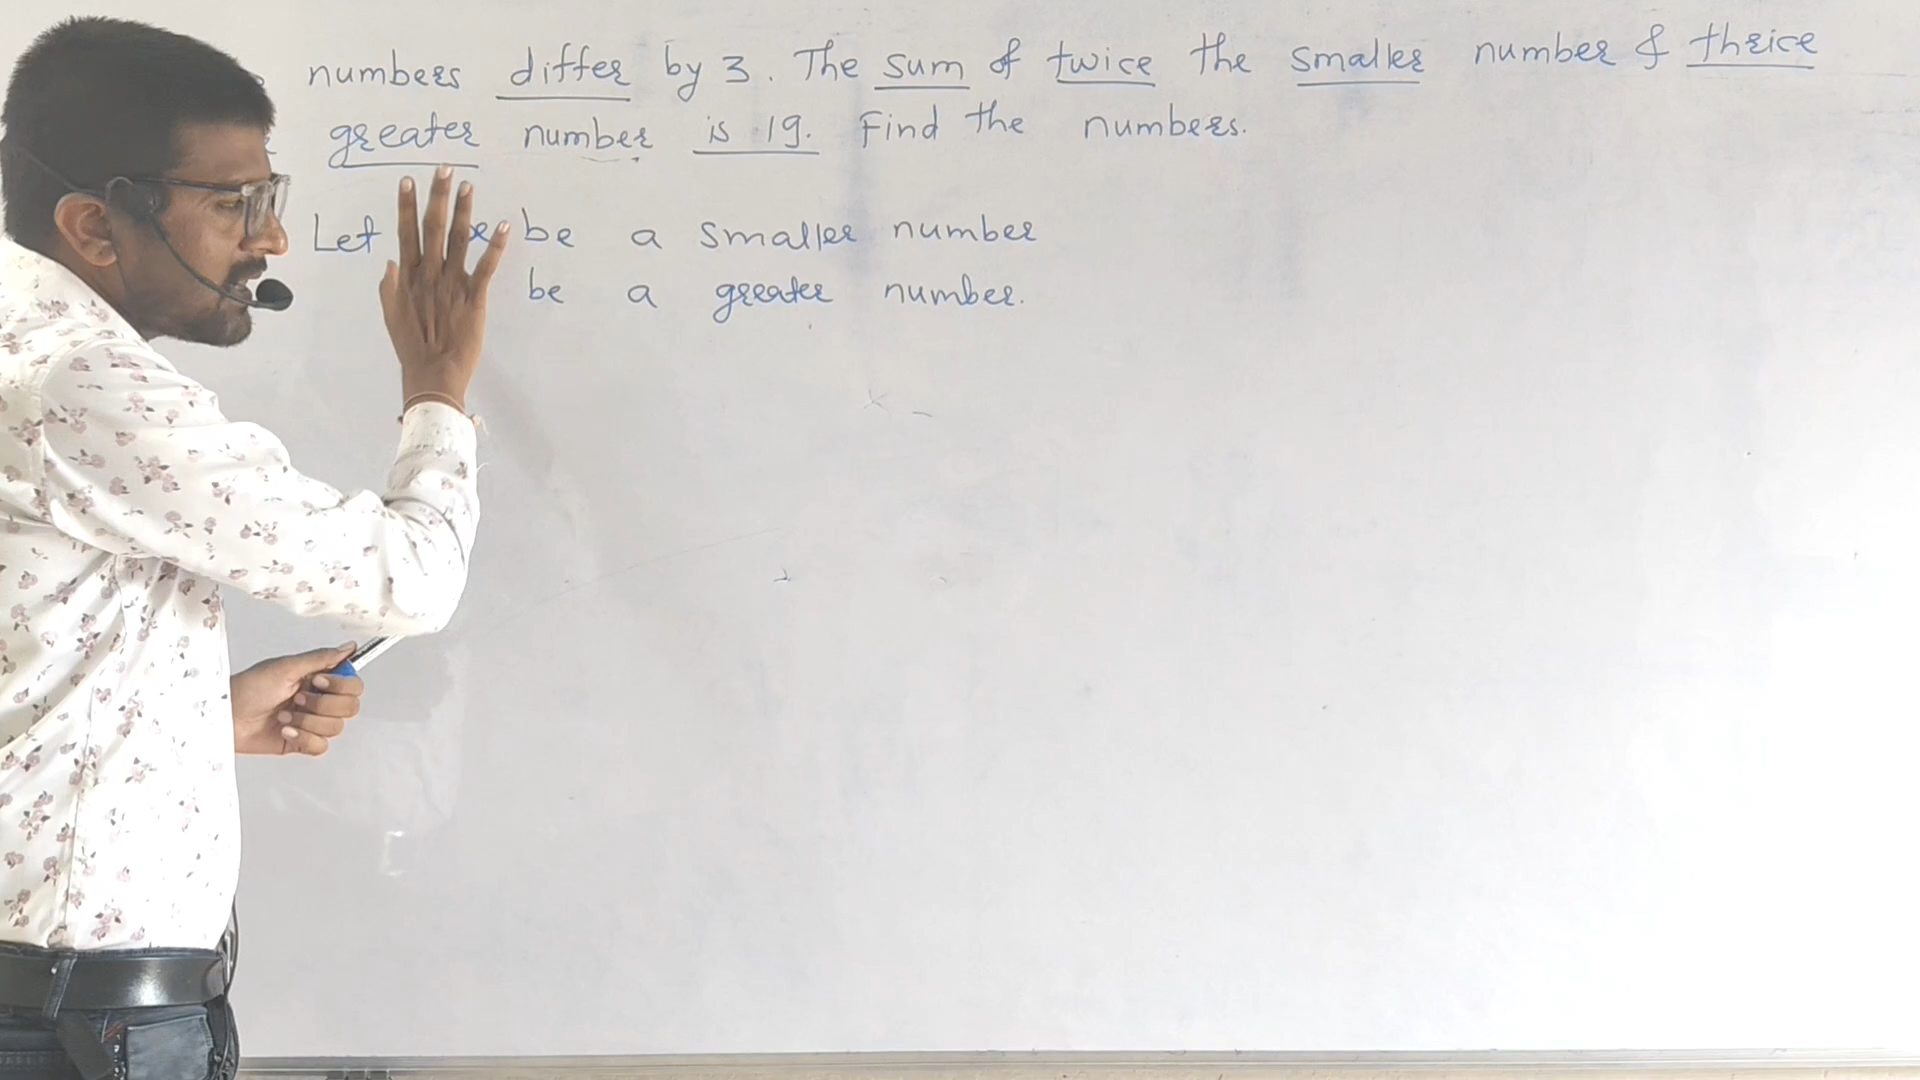 numbers differ by 3. The sum of twice the smaller number & thrice
greater number is 19. Find the numbers.
Let x be a smaller number
be a greater number.